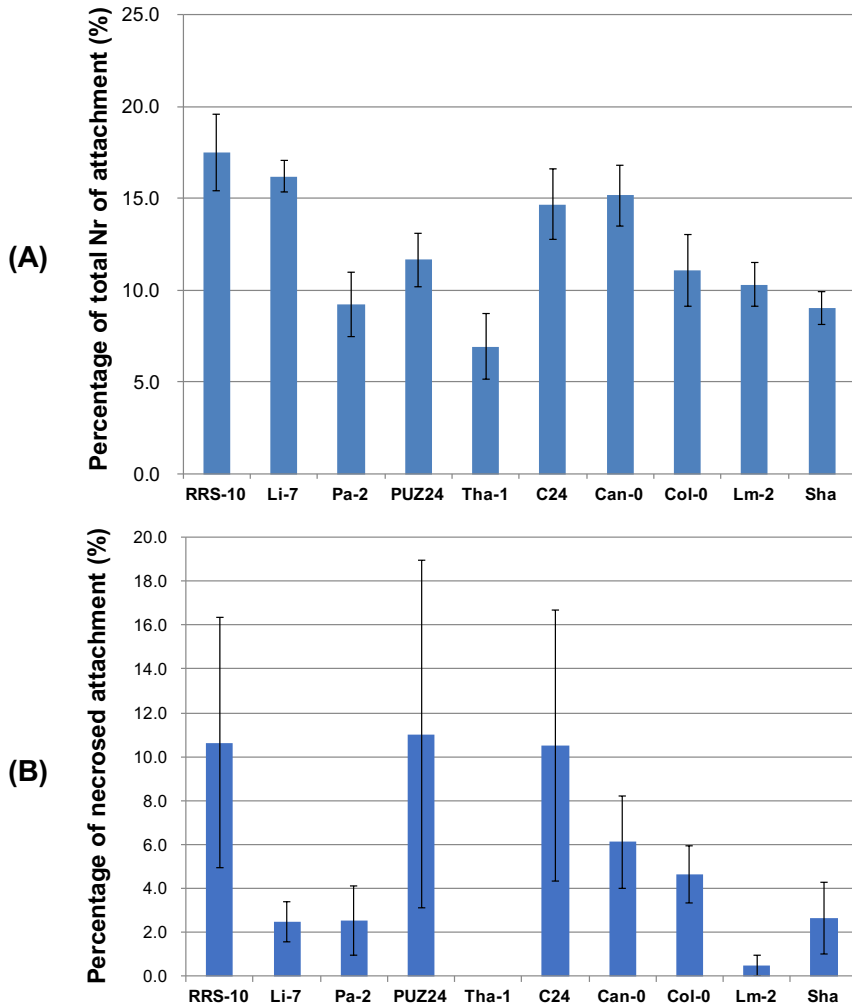 (A)
Percentage of total Nr of attachment (%)
25.0
20.0
15.0
10.0
5.0
0.0
RRS-10 Li-7 Pa-2 PUZ24 Tha-1 C24 Can-0 Col-0 Lm-2 Sha
(B)
Percentage of necrosed attachment (%)
20.0
18.0
16.0
14.0
12.0
10.0
8.0
6.0
4.0
2.0
0.0
RRS-10 Li-7 Pa-2 PUZ24 Tha-1 C24 Can-0 Col-0 Lm-2 Sha